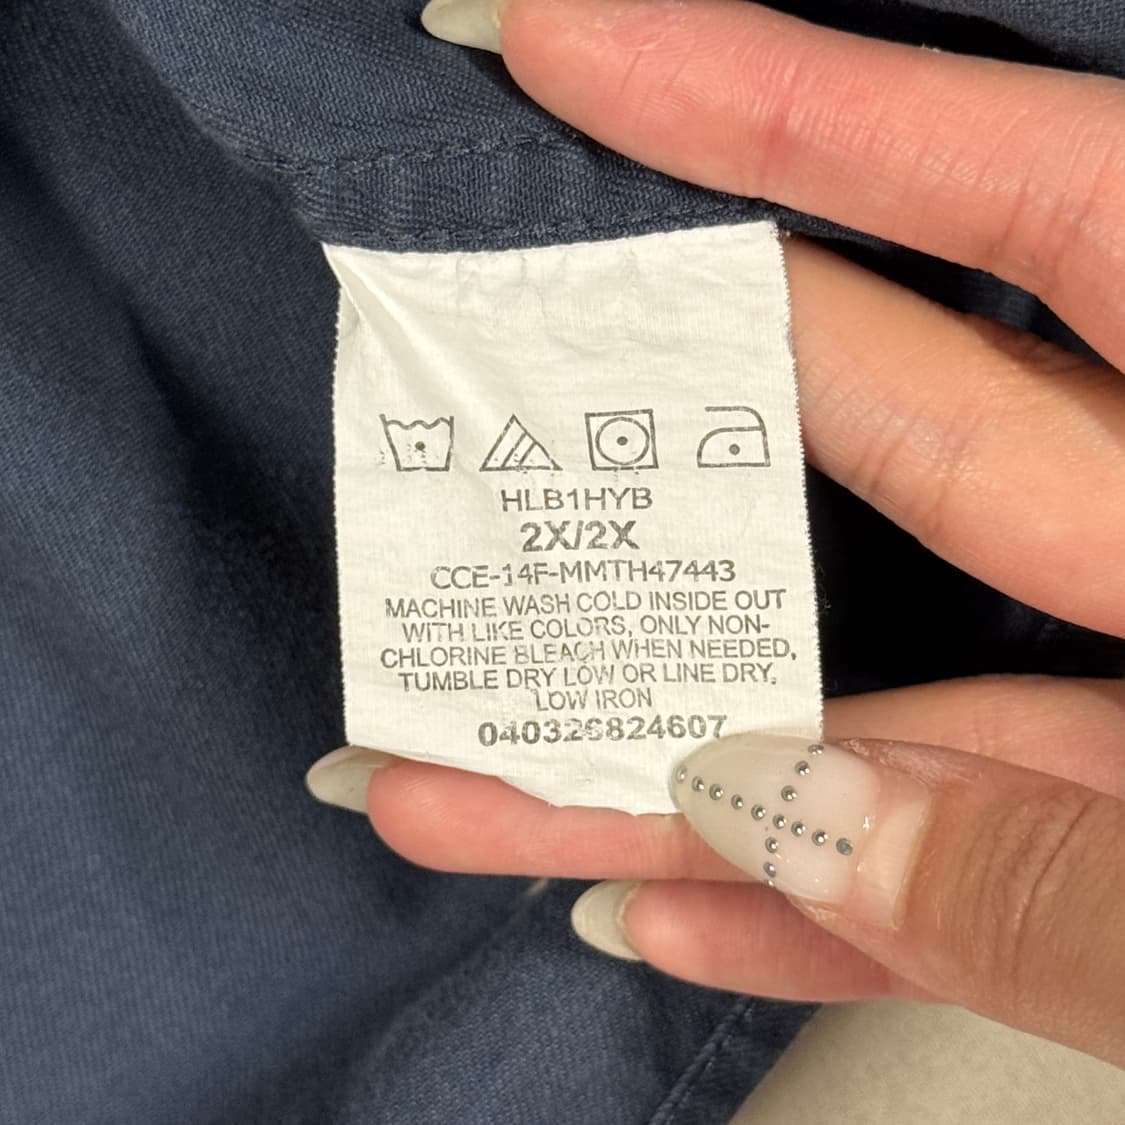 HLB1HYB
2X/2X
CCE-14F-MMTH47443
MACHINE WASH COLD INSIDE OUT
WITH LIKE COLORS, ONLY NON-
CHLORINE BLEACH WHEN NEEDED,
TUMBLE DRY LOW OR LINE DRY,
LOW IRON
040326824607